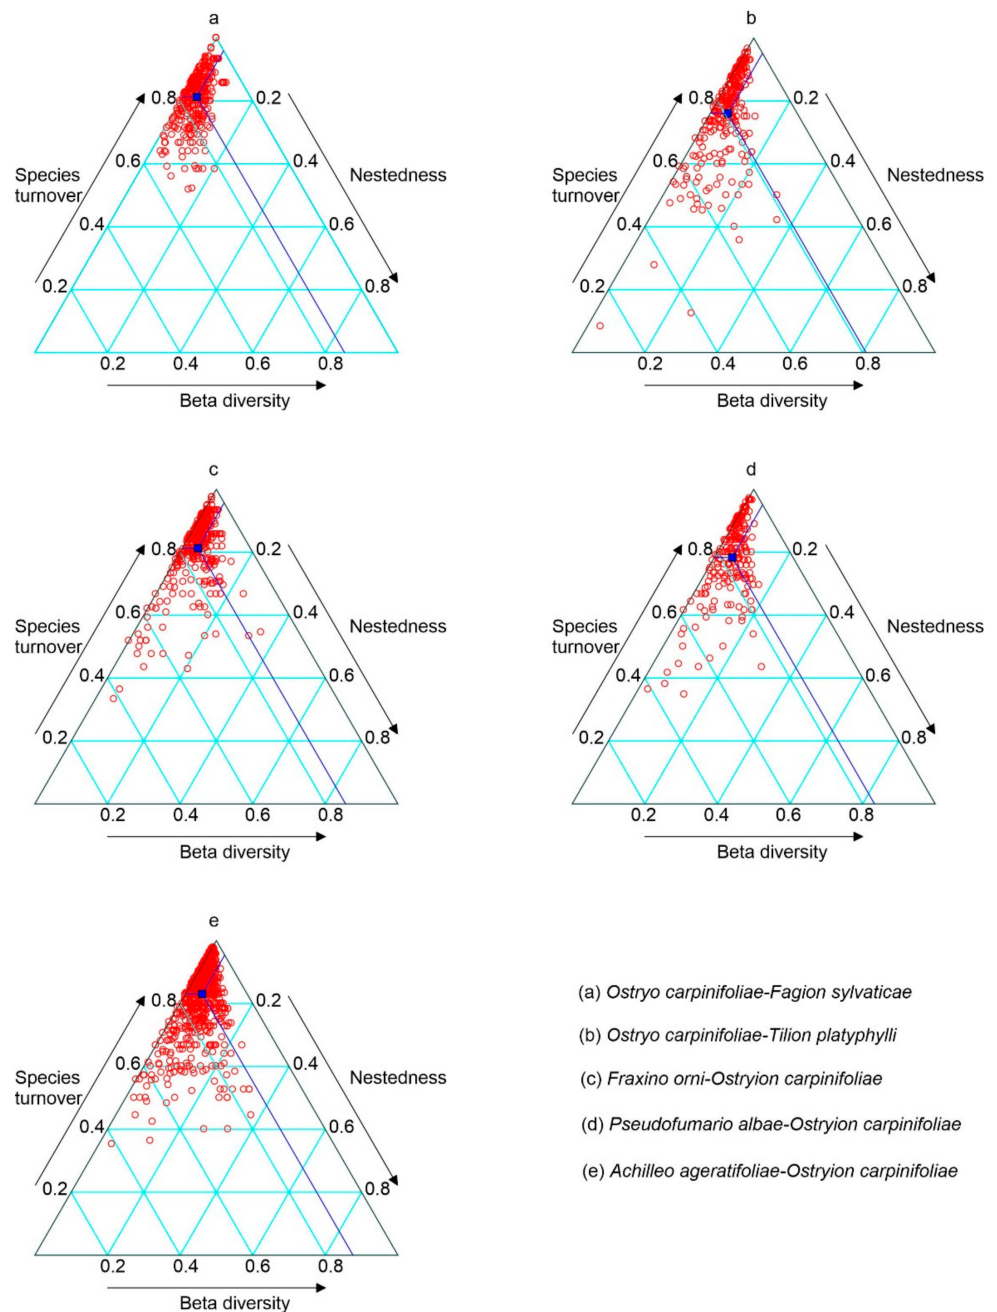 a
0.8
0.2
0.6
0.4
Species
turnover
Nestedness
0.4
0.6
0.2
0.8
0.2
0.4
0.6
0.8
Beta diversity
b
0.8
0.2
0.6
0.4
Species
turnover
Nestedness
0.4
0.6
0.2
0.8
0.2
0.4
0.6
0.8
Beta diversity
c
0.8
0.2
0.6
0.4
Species
turnover
Nestedness
0.4
0.6
0.2
0.8
0.2
0.4
0.6
0.8
Beta diversity
d
0.8
0.2
0.6
0.4
Species
turnover
Nestedness
0.4
0.6
0.2
0.8
0.2
0.4
0.6
0.8
Beta diversity
e
0.8
0.2
0.6
0.4
Species
turnover
Nestedness
0.4
0.6
0.2
0.8
0.2
0.4
0.6
0.8
Beta diversity
(a) Ostryo carpinifoliae-Fagion sylvaticae
(b) Ostryo carpinifoliae-Tilion platyphylli
(c) Fraxino orni-Ostryion carpinifoliae
(d) Pseudofumario albae-Ostryion carpinifoliae
(e) Achilleo ageratifoliae-Ostryion carpinifoliae